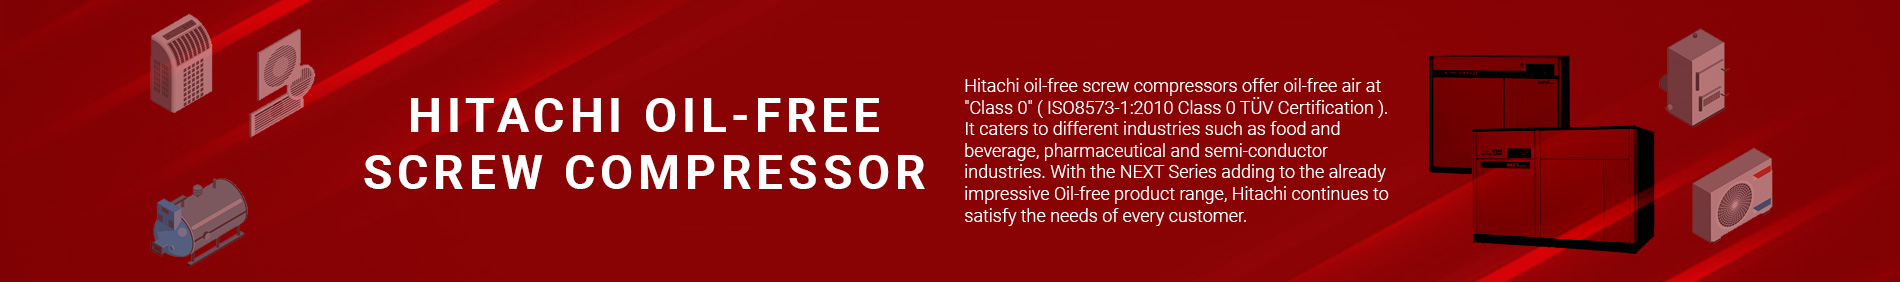 HITACHI OIL-FREE
SCREW COMPRESSOR
Hitachi oil-free screw compressors offer oil-free air at
"Class 0" ( ISO8573-1:2010 Class 0 TÜV Certification ).
It caters to different industries such as food and
beverage, pharmaceutical and semi-conductor
industries. With the NEXT Series adding to the already
impressive Oil-free product range, Hitachi continues to
satisfy the needs of every customer.